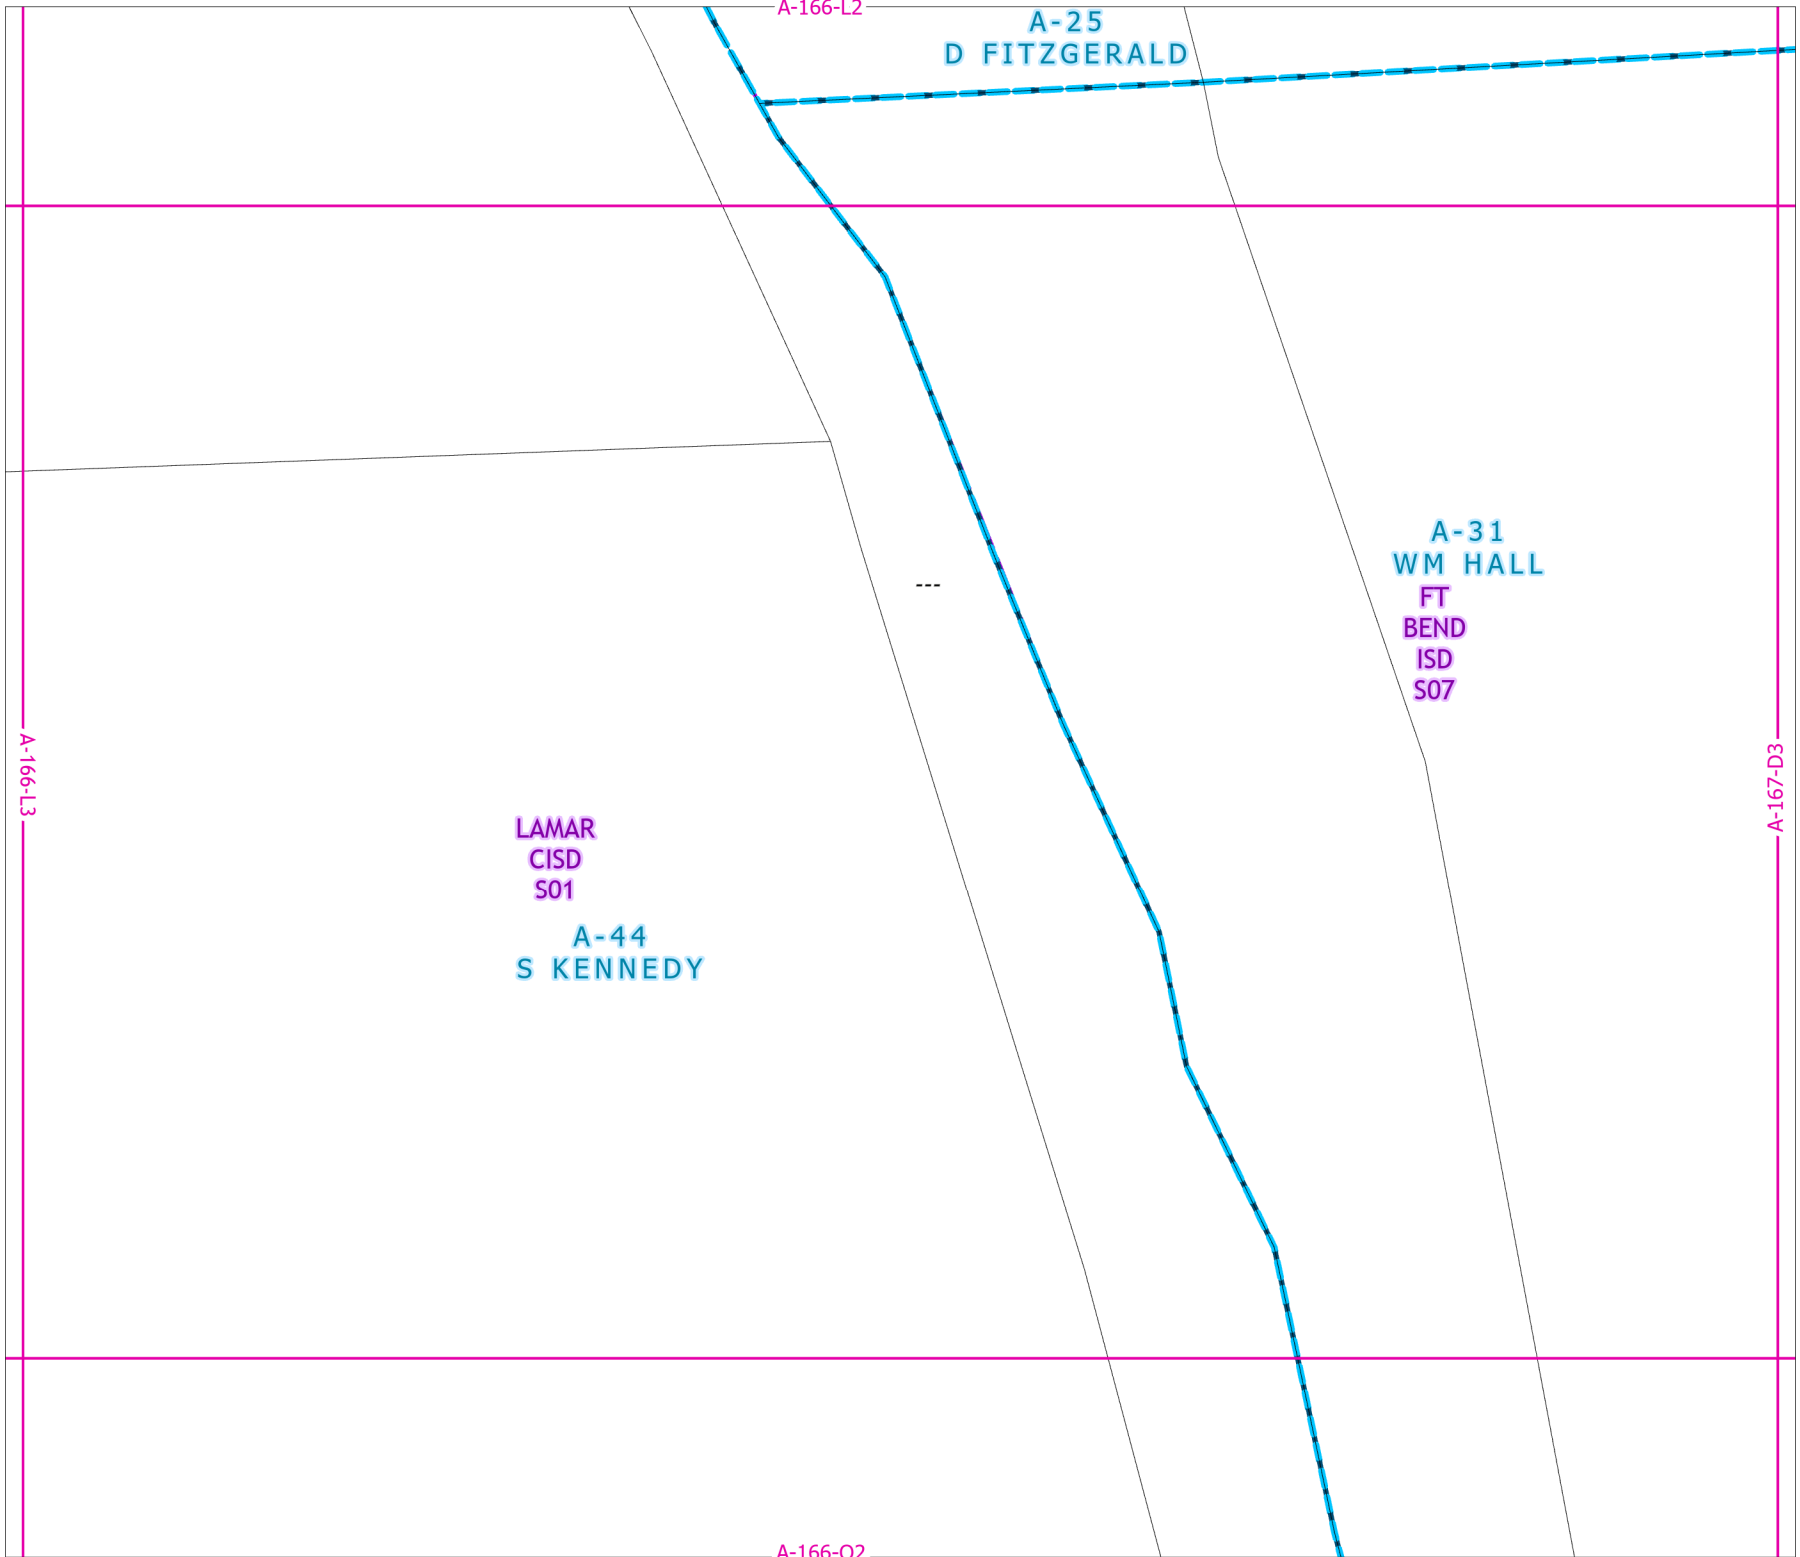 A-166-L2
A-25
D FITZGERALD
A-31
WM HALL
FT
BEND
ISD
S07
---
A-166-L3
A-167-D3
LAMAR
CISD
S01
A-44
S KENNEDY
A-166-O2